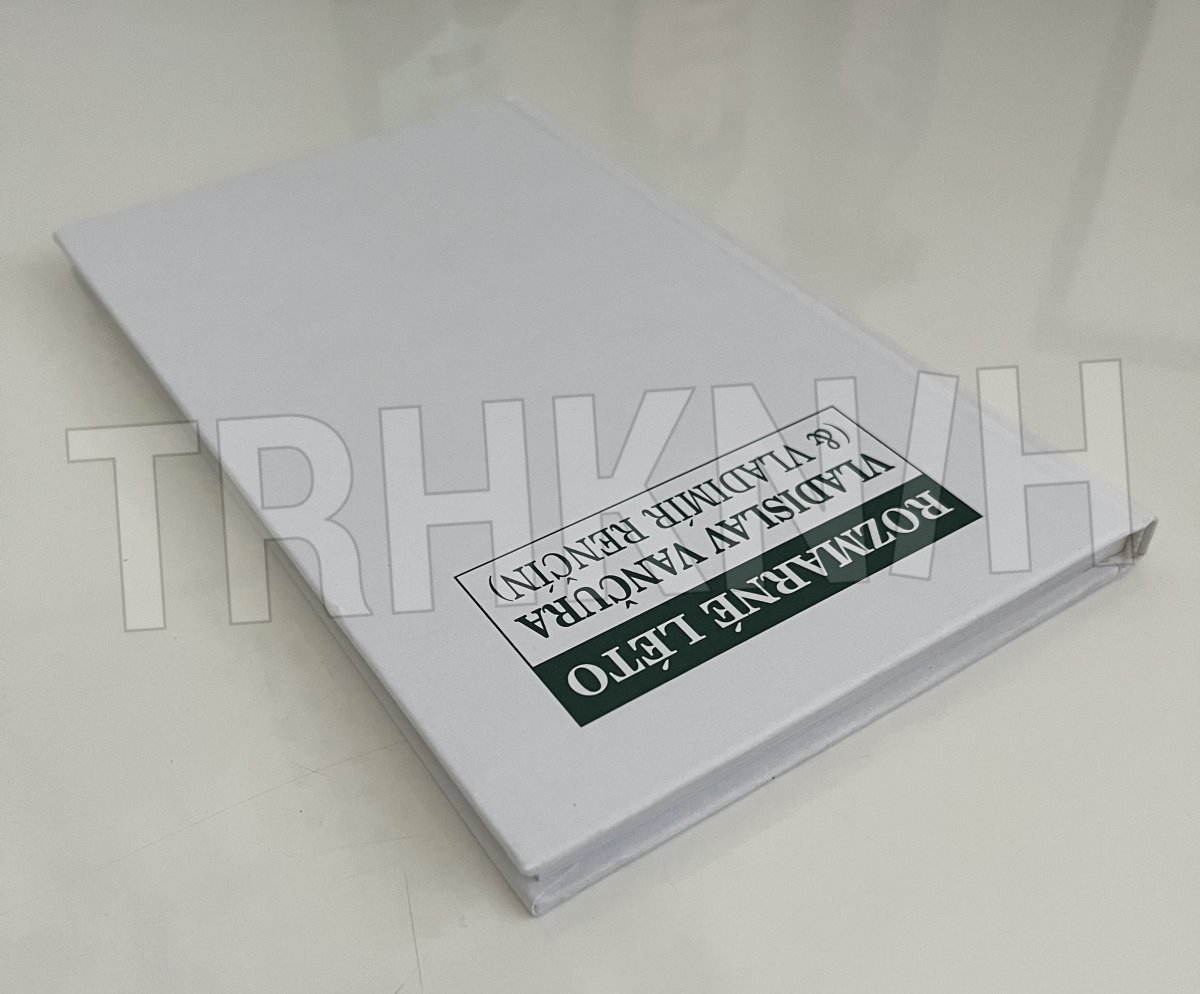 ROZMARNÉ LÉTO
VLADISLAV VANČURA
(& VLADIMÍR RENČÍN)
TRHKNIH